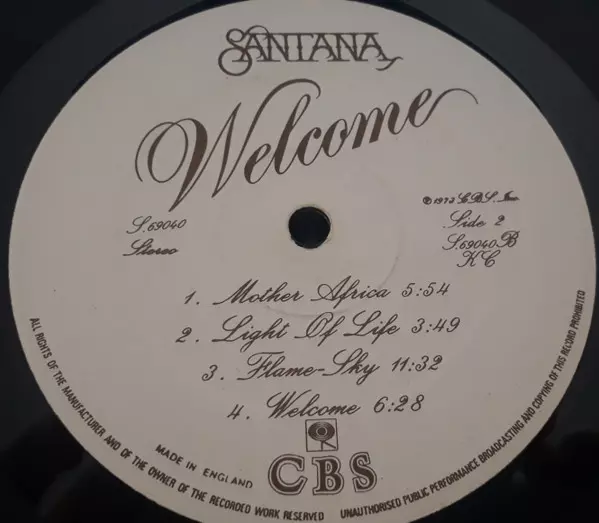 SANTANA
Welcome
S.69040
Stereo
℗ 1973 CBS. Inc
Side 2
S.69040 B
KC
1. Mother Africa 5:54
2. Light Of Life 3:49
3. Flame-Sky 11:32
4. Welcome 6:28
MADE IN ENGLAND
CBS
ALL RIGHTS OF THE MANUFACTURER AND OF THE OWNER OF THE RECORDED WORK RESERVED
UNAUTHORISED PUBLIC PERFORMANCE BROADCASTING AND COPYING OF THIS RECORD PROHIBITED